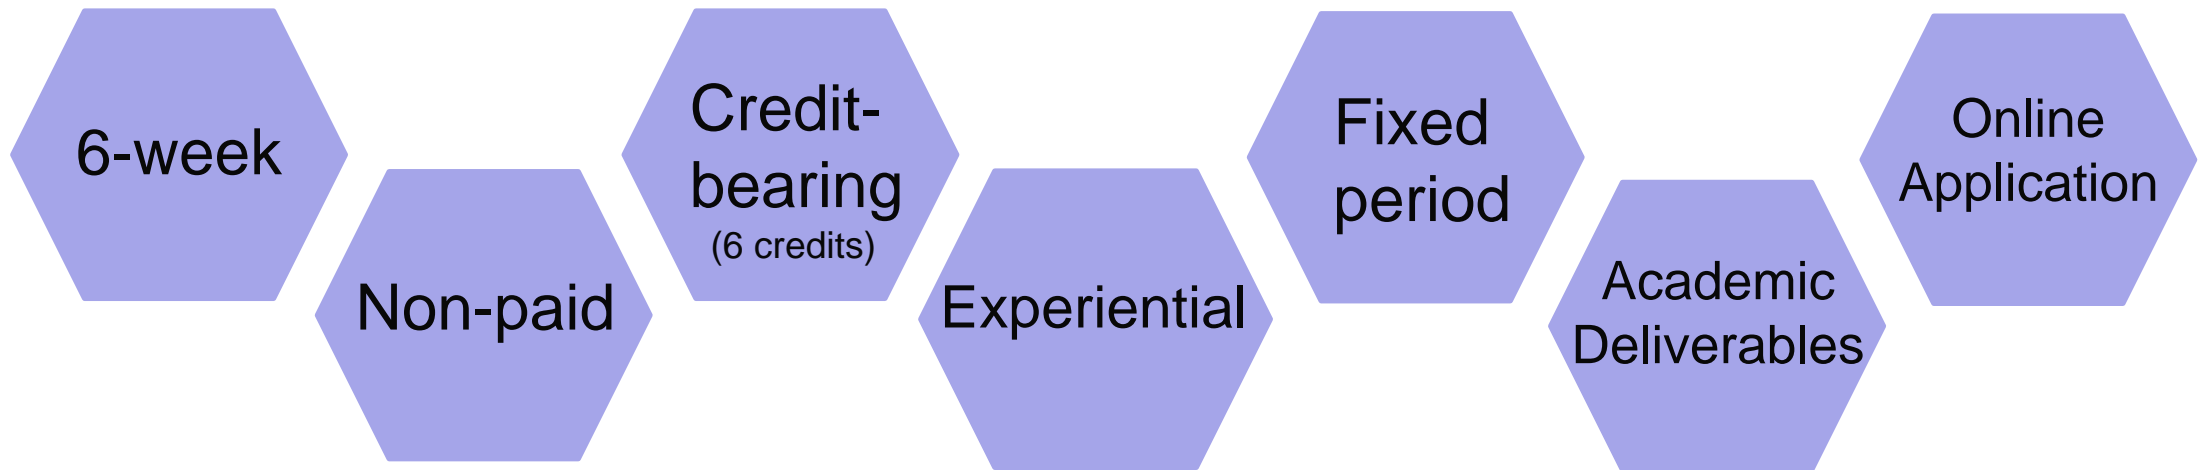 6-week
Non-paid
Credit-
bearing
(6 credits)
Experiential
Fixed
period
Academic
Deliverables
Online
Application